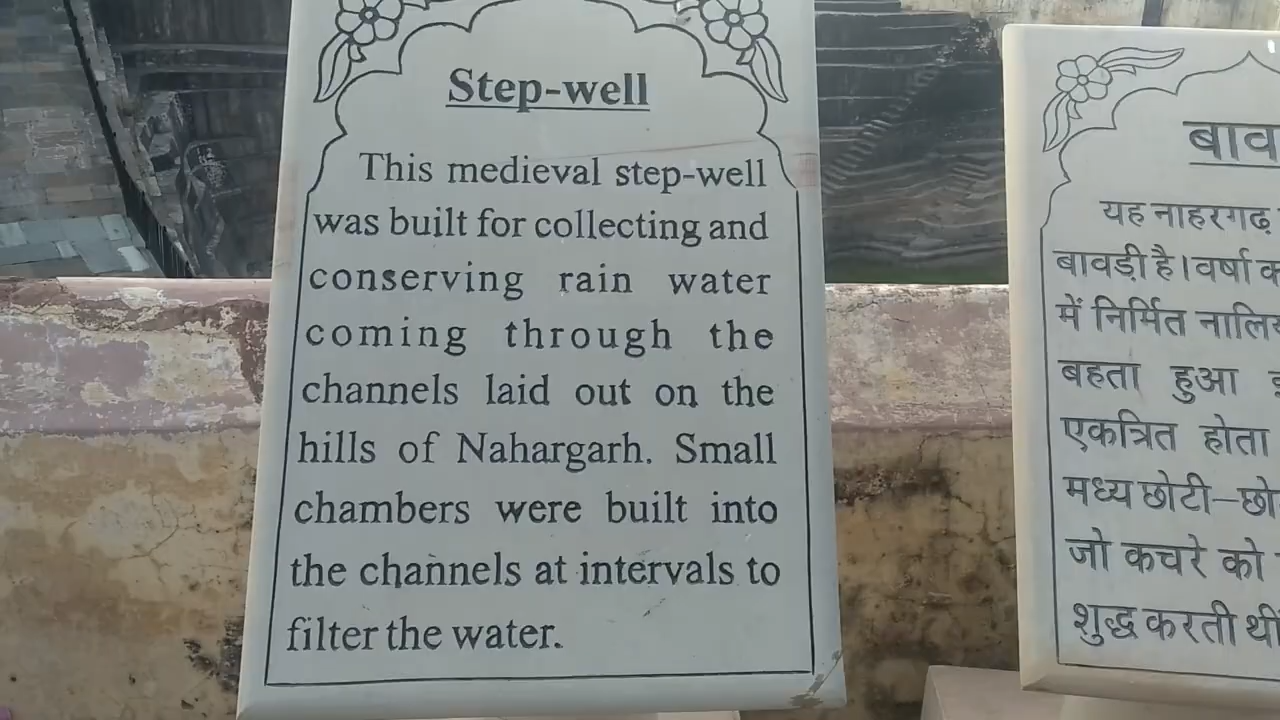 Step-well
This medieval step-well
was built for collecting and
conserving rain water
coming through the
channels laid out on the
hills of Nahargarh. Small
chambers were built into
the channels at intervals to
filter the water.
यह नाहरगढ़
बावड़ी है। वर्षा
में निर्मित
बहता हुआ
एकत्रित होता
मध्य छोटी–
जो कचरे को
शुद्ध करती थी